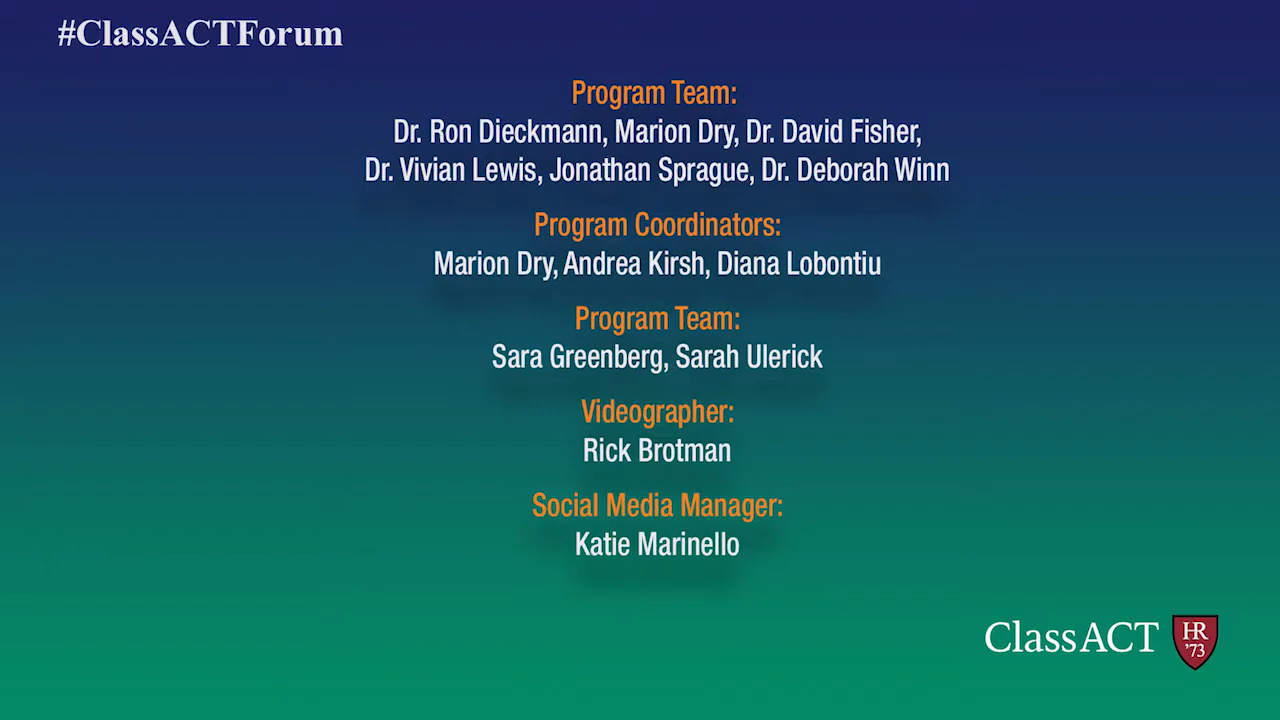 #ClassACTForum
Program Team:
Dr. Ron Dieckmann, Marion Dry, Dr. David Fisher,
Dr. Vivian Lewis, Jonathan Sprague, Dr. Deborah Winn
Program Coordinators:
Marion Dry, Andrea Kirsh, Diana Lobontiu
Program Team:
Sara Greenberg, Sarah Ulerick
Videographer:
Rick Brotman
Social Media Manager:
Katie Marinello
ClassACT
HR
'73